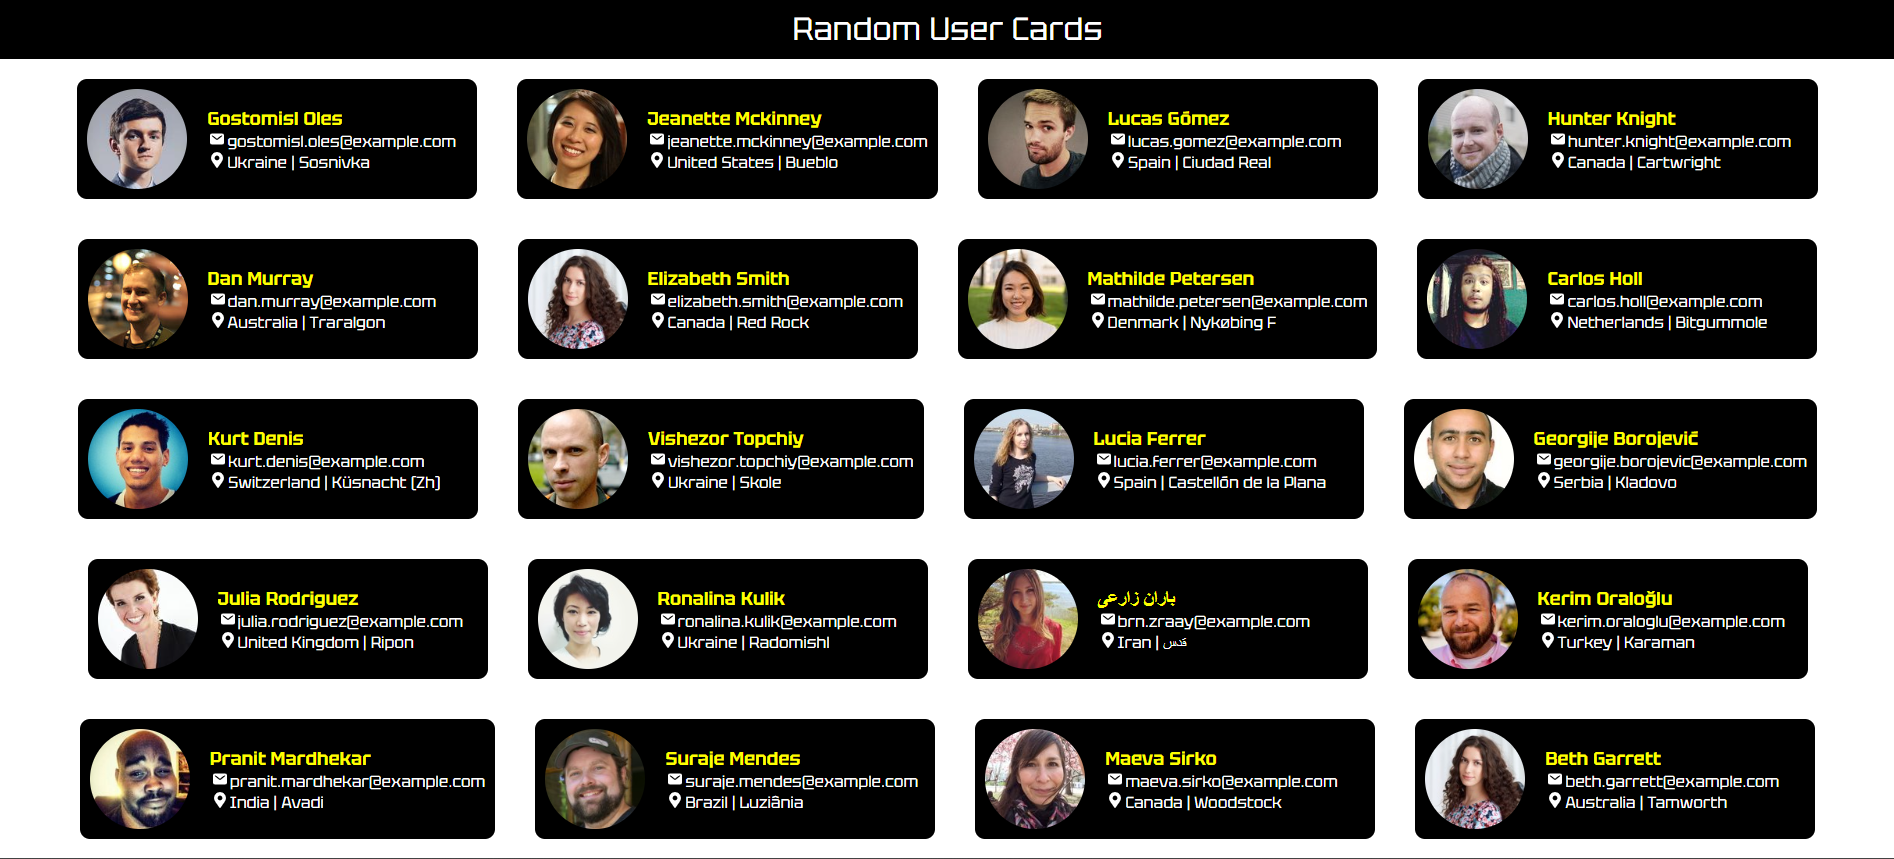 Random User Cards
Gostomisl Oles
gostomisl.oles@example.com
Ukraine | Sosnivka
Jeanette Mckinney
jeanette.mckinney@example.com
United States | Bueblo
Lucas Gómez
lucas.gomez@example.com
Spain | Ciudad Real
Hunter Knight
hunter.knight@example.com
Canada | Cartwright
Dan Murray
dan.murray@example.com
Australia | Traralgon
Elizabeth Smith
elizabeth.smith@example.com
Canada | Red Rock
Mathilde Petersen
mathilde.petersen@example.com
Denmark | Nykøbing F
Carlos Holl
carlos.holl@example.com
Netherlands | Bitgummole
Kurt Denis
kurt.denis@example.com
Switzerland | Küsnacht (Zh)
Vishezor Topchiy
vishezor.topchiy@example.com
Ukraine | Skole
Lucia Ferrer
lucia.ferrer@example.com
Spain | Castellón de la Plana
Georgije Borojević
georgije.borojevic@example.com
Serbia | Kladovo
Julia Rodriguez
julia.rodriguez@example.com
United Kingdom | Ripon
Ronalina Kulik
ronalina.kulik@example.com
Ukraine | Radomishl
باران زارعی
brn.zraay@example.com
Iran | قدس
Kerim Oraloğlu
kerim.oraloglu@example.com
Turkey | Karaman
Pranit Mardhekar
pranit.mardhekar@example.com
India | Avadi
Suraje Mendes
suraje.mendes@example.com
Brazil | Luziânia
Maeva Sirko
maeva.sirko@example.com
Canada | Woodstock
Beth Garrett
beth.garrett@example.com
Australia | Tamworth